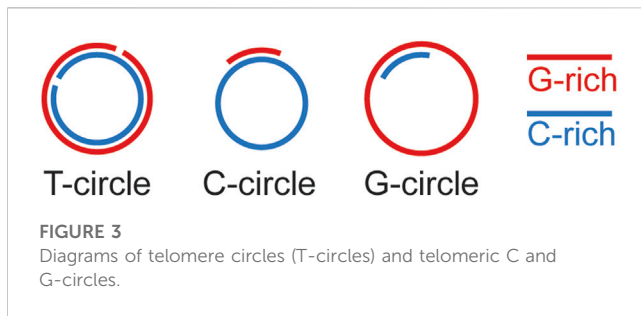 G-rich
C-rich
T-circle C-circle G-circle
FIGURE 3
Diagrams of telomere circles (T-circles) and telomeric C and
G-circles.